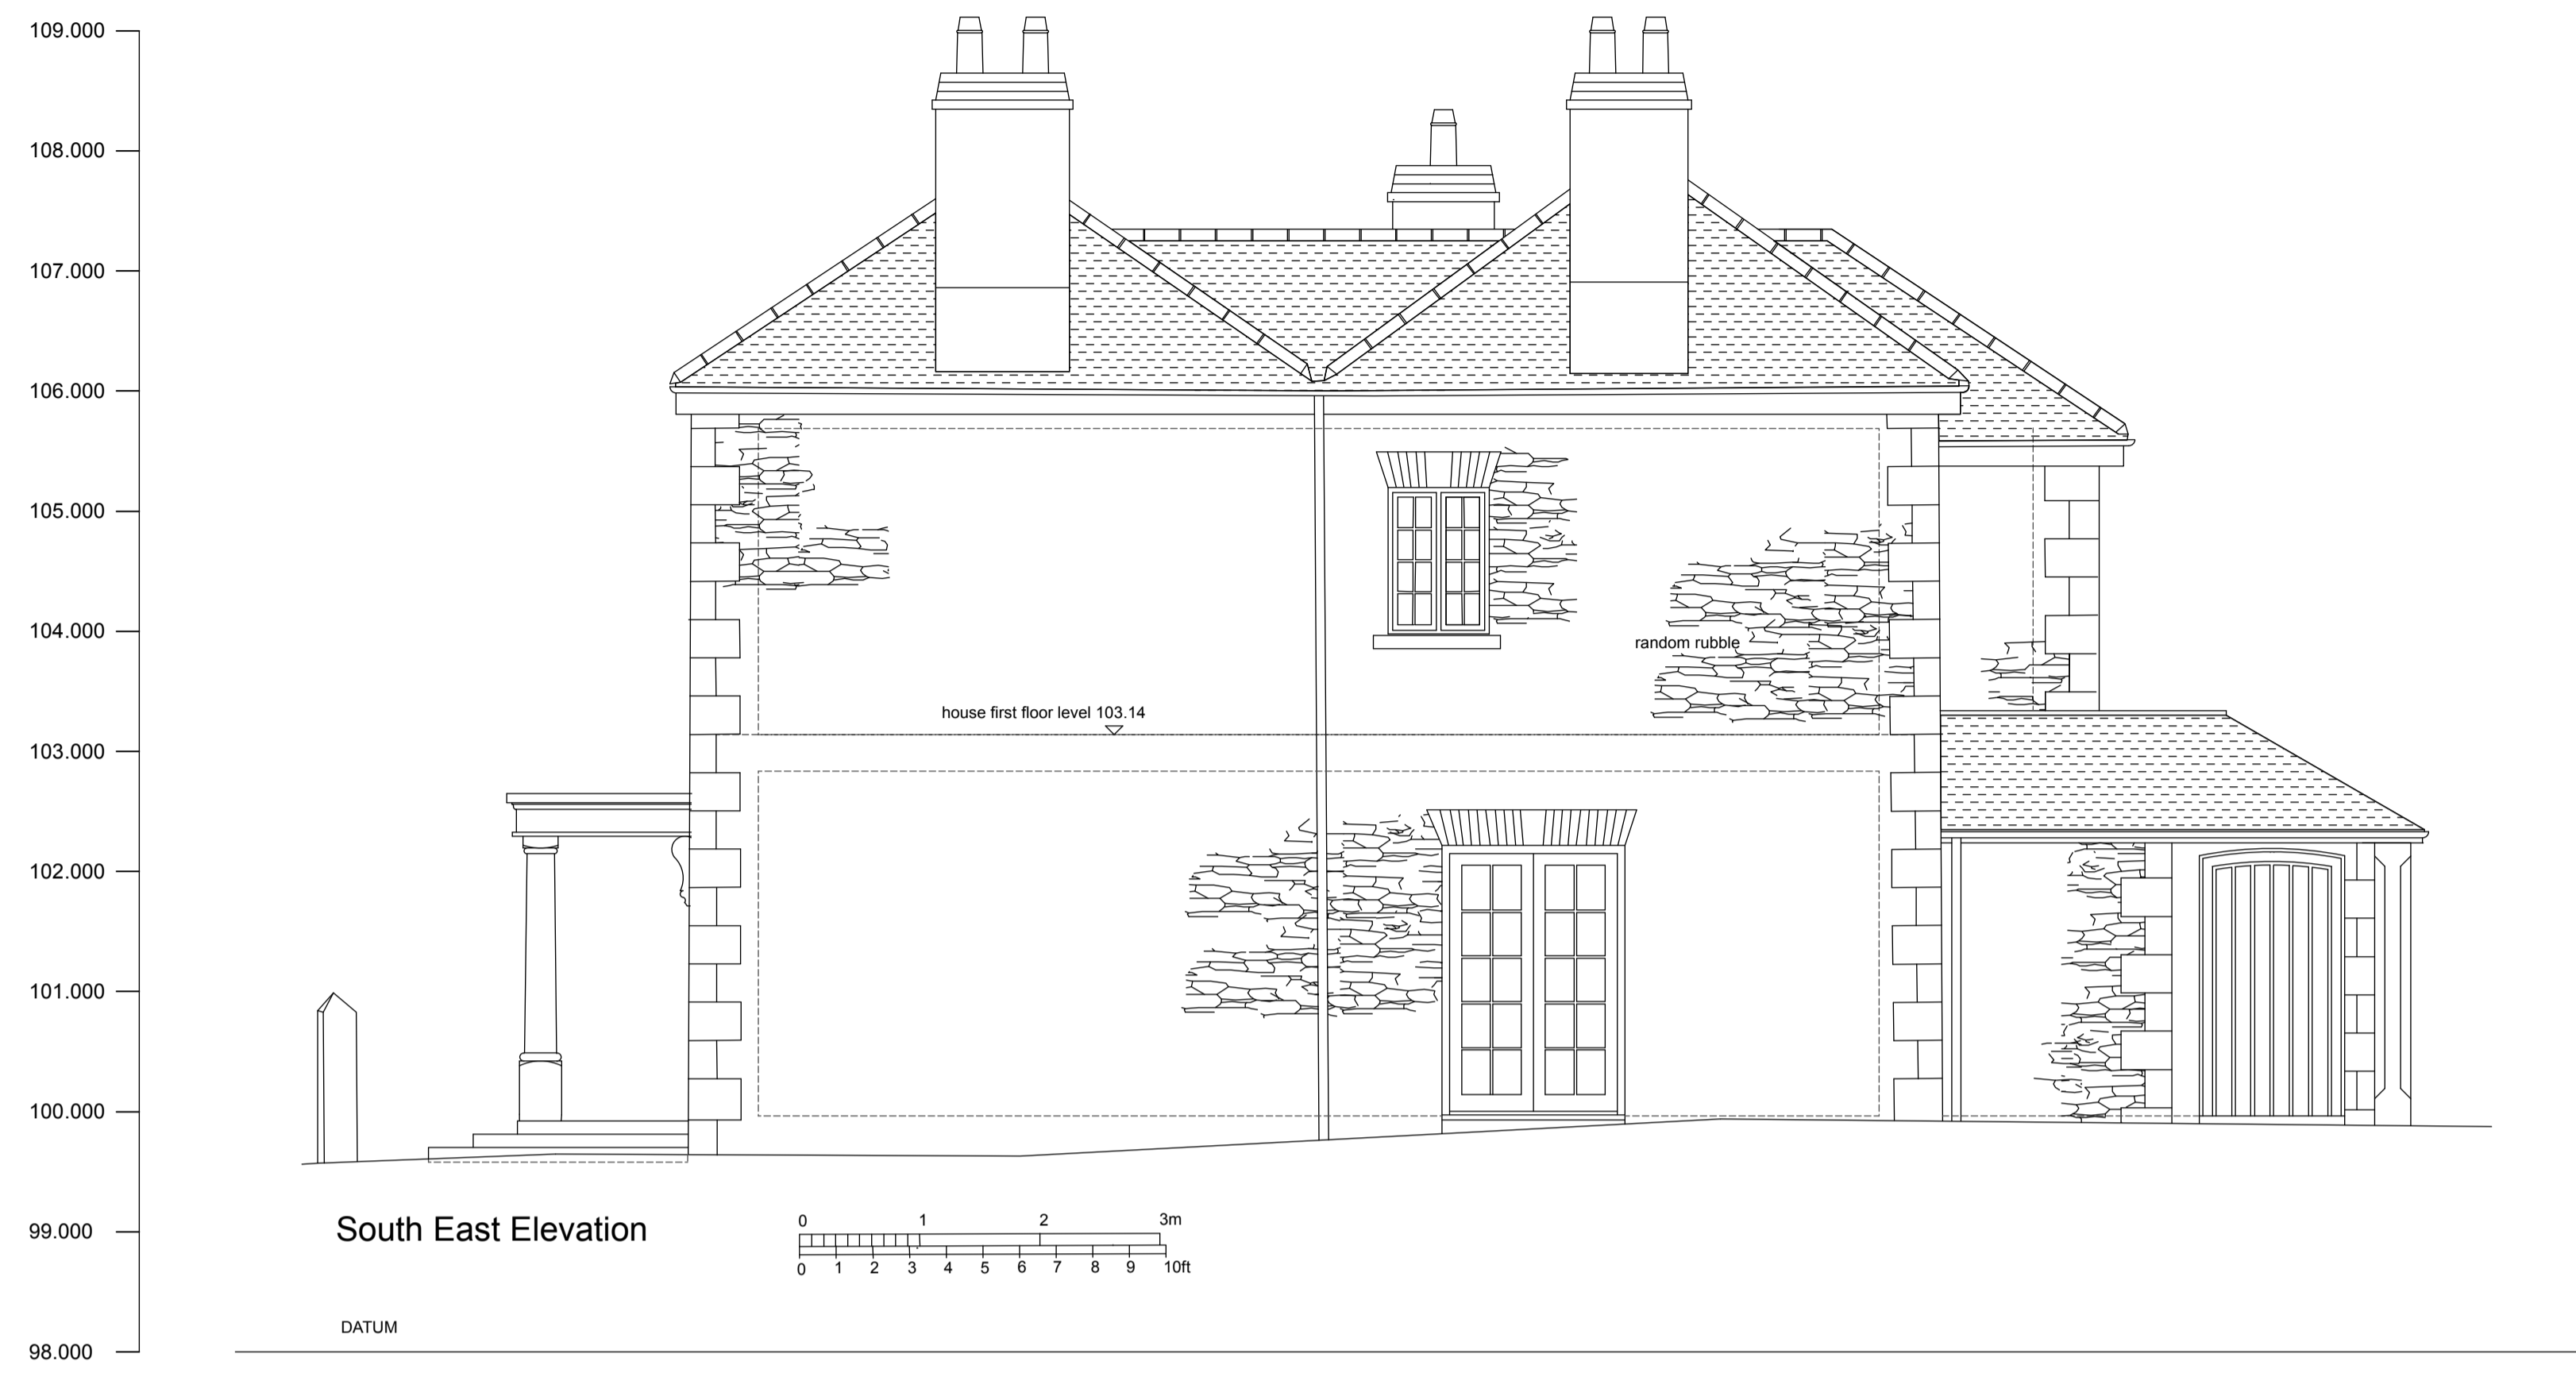 109.000
108.000
107.000
106.000
105.000
104.000
random rubble
house first floor level 103.14
103.000
102.000
101.000
100.000
99.000
South East Elevation
0 1 2 3m
0 1 2 3 4 5 6 7 8 9 10ft
DATUM
98.000